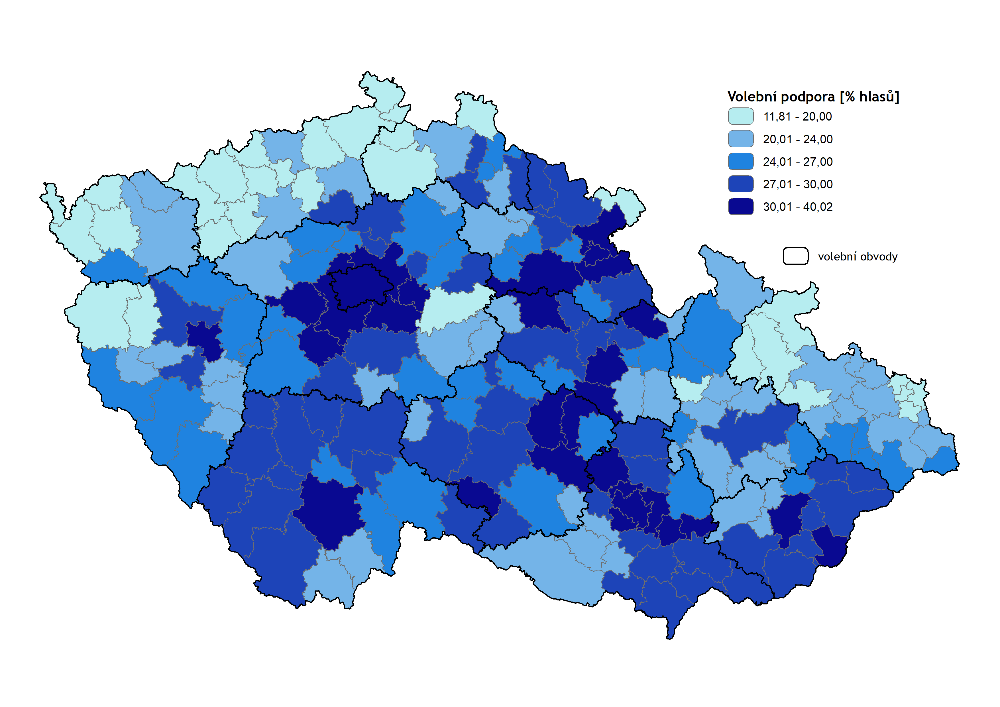 Volební podpora [% hlasů]
11,81 - 20,00
20,01 - 24,00
24,01 - 27,00
27,01 - 30,00
30,01 - 40,02
volební obvody